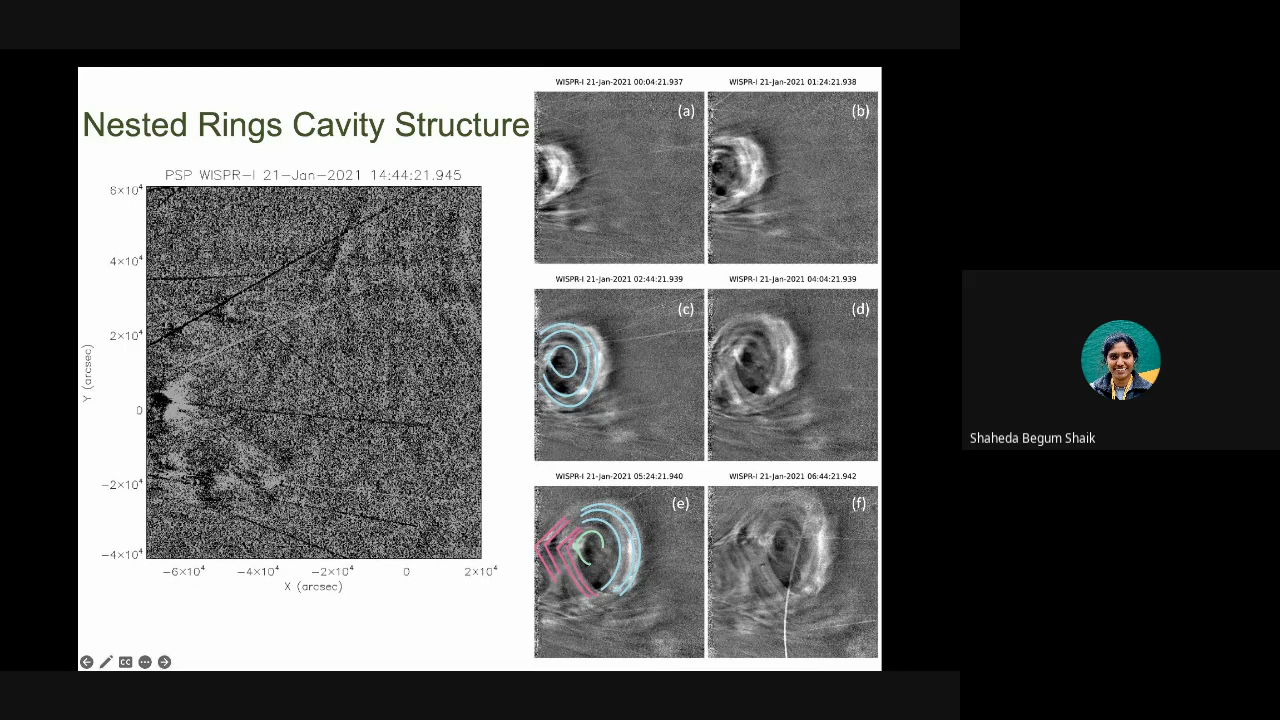 Nested Rings Cavity Structure
PSP WISPR-I 21-Jan-2021 14:44:21.945
6×10⁴
4×10⁴
2×10⁴
0
−2×10⁴
−4×10⁴
Y (arcsec)
−6×10⁴ −4×10⁴ −2×10⁴ 0 2×10⁴
X (arcsec)
WISPR-I 21-Jan-2021 00:04:21.937
(a)
WISPR-I 21-Jan-2021 01:24:21.938
(b)
WISPR-I 21-Jan-2021 02:44:21.939
(c)
WISPR-I 21-Jan-2021 04:04:21.939
(d)
WISPR-I 21-Jan-2021 05:24:21.940
(e)
WISPR-I 21-Jan-2021 06:44:21.942
(f)
CC
Shaheda Begum Shaik